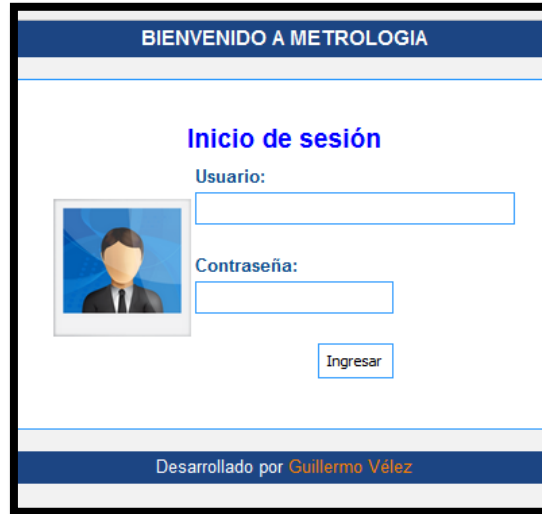 BIENVENIDO A METROLOGIA
Inicio de sesión
Usuario:
Contraseña:
Ingresar
Desarrollado por Guillermo Vélez